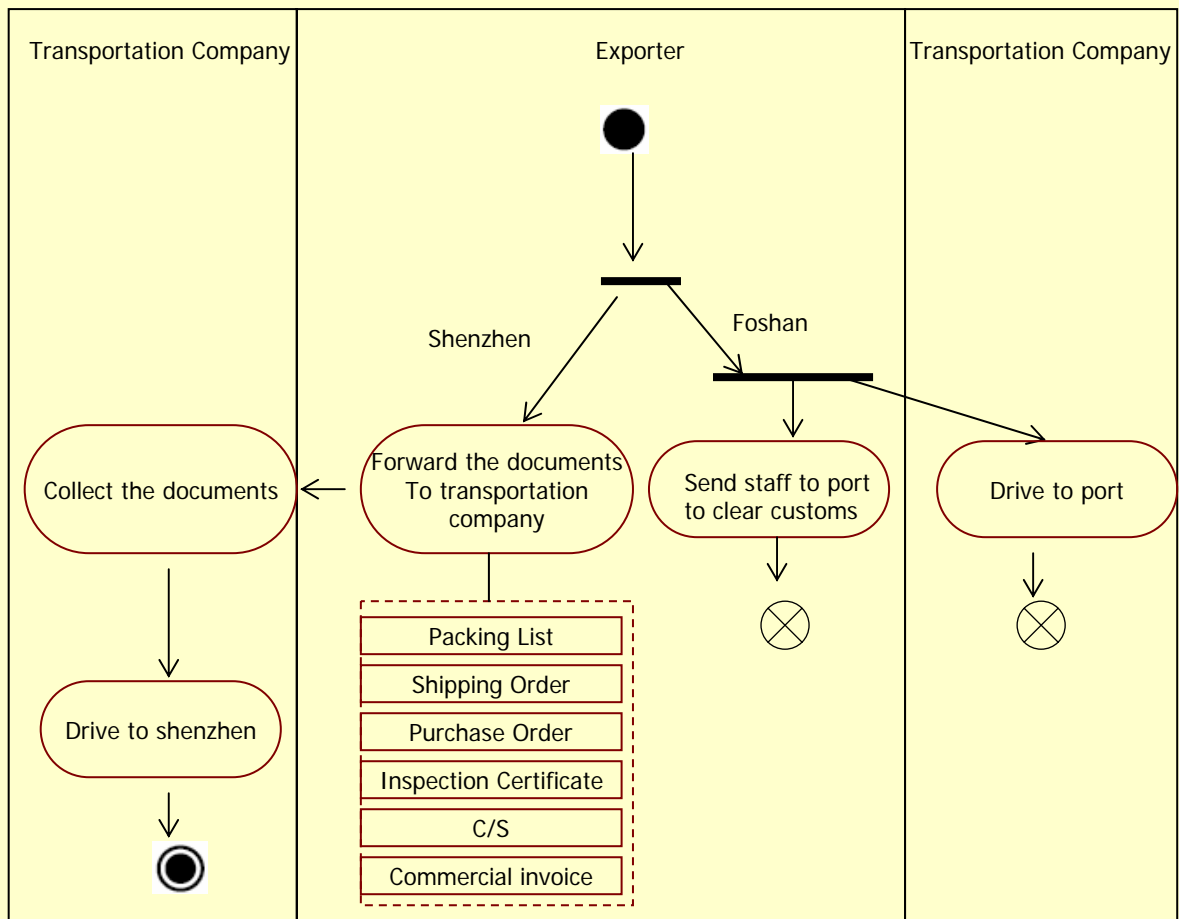 Transportation Company
Exporter
Transportation Company
Shenzhen
Foshan
Collect the documents
Forward the documents
To transportation
company
Send staff to port
to clear customs
Drive to port
Packing List
Shipping Order
Purchase Order
Inspection Certificate
C/S
Commercial invoice
Drive to shenzhen